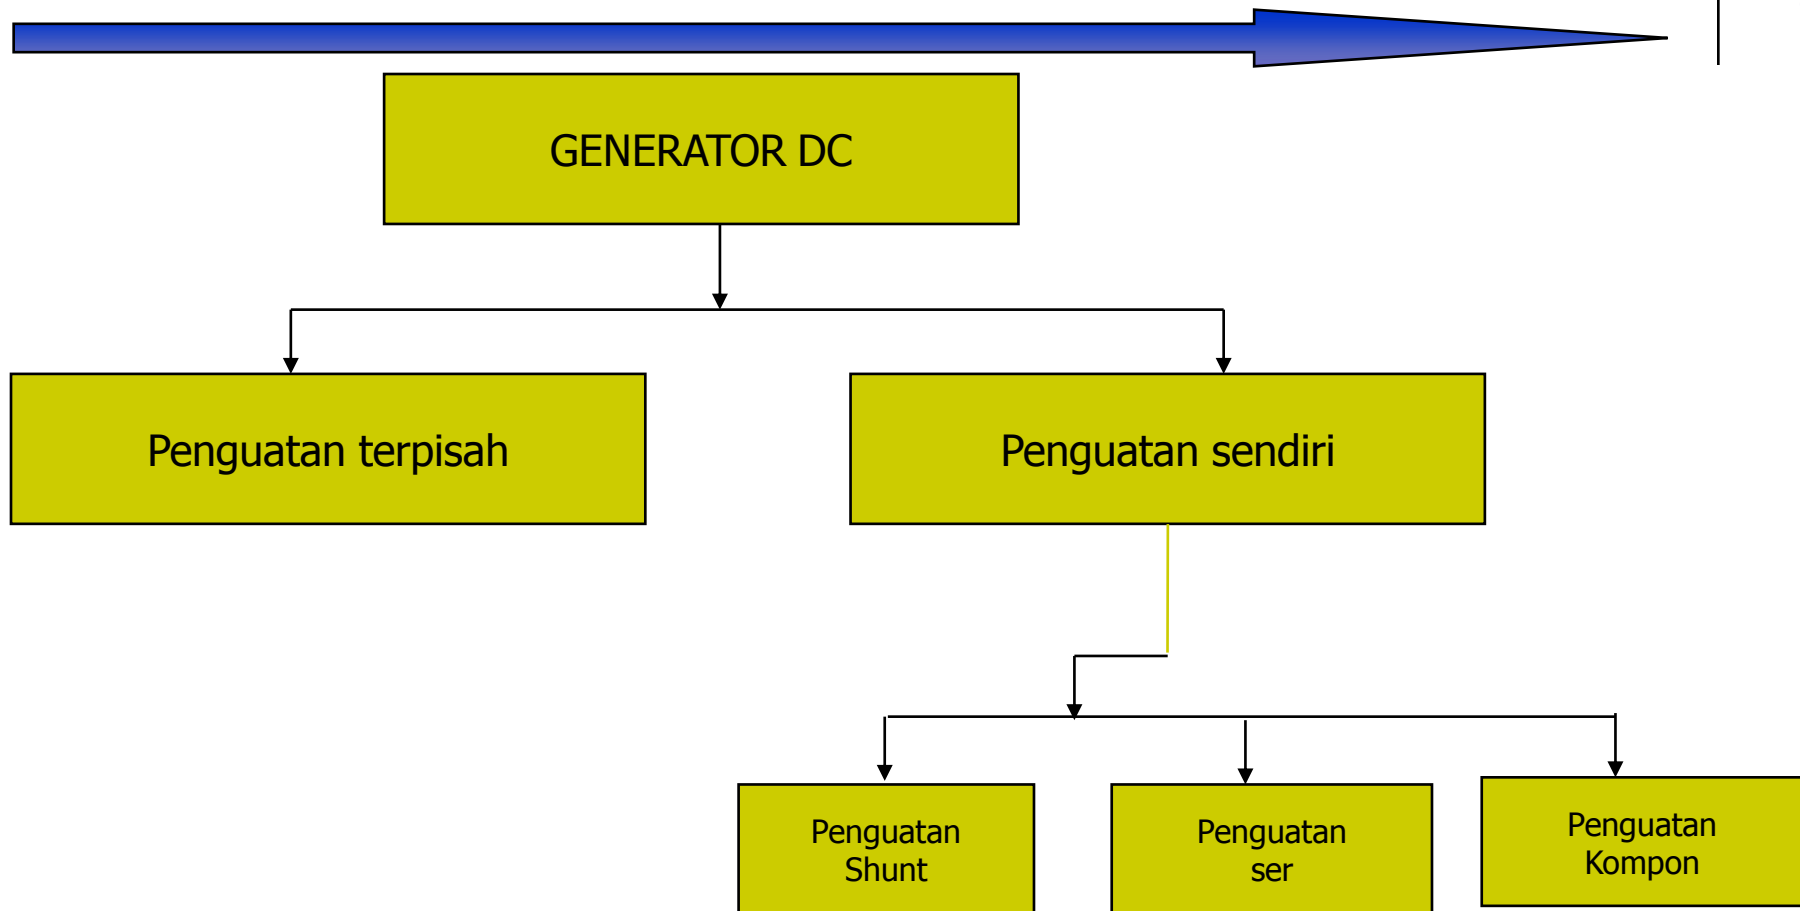 GENERATOR DC
Penguatan terpisah
Penguatan sendiri
Penguatan
Shunt
Penguatan
ser
Penguatan
Kompon